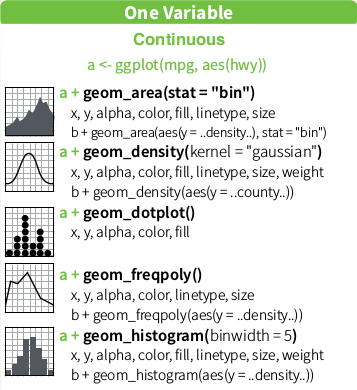 One Variable
Continuous
a <- ggplot(mpg, aes(hwy))
a + geom_area(stat = "bin")
x, y, alpha, color, fill, linetype, size
b + geom_area(aes(y = ..density..), stat = "bin")
a + geom_density(kernel = "gaussian")
x, y, alpha, color, fill, linetype, size, weight
b + geom_density(aes(y = ..county..))
a + geom_dotplot()
x, y, alpha, color, fill
a + geom_freqpoly()
x, y, alpha, color, linetype, size
b + geom_freqpoly(aes(y = ..density..))
a + geom_histogram(binwidth = 5)
x, y, alpha, color, fill, linetype, size, weight
b + geom_histogram(aes(y = ..density..))